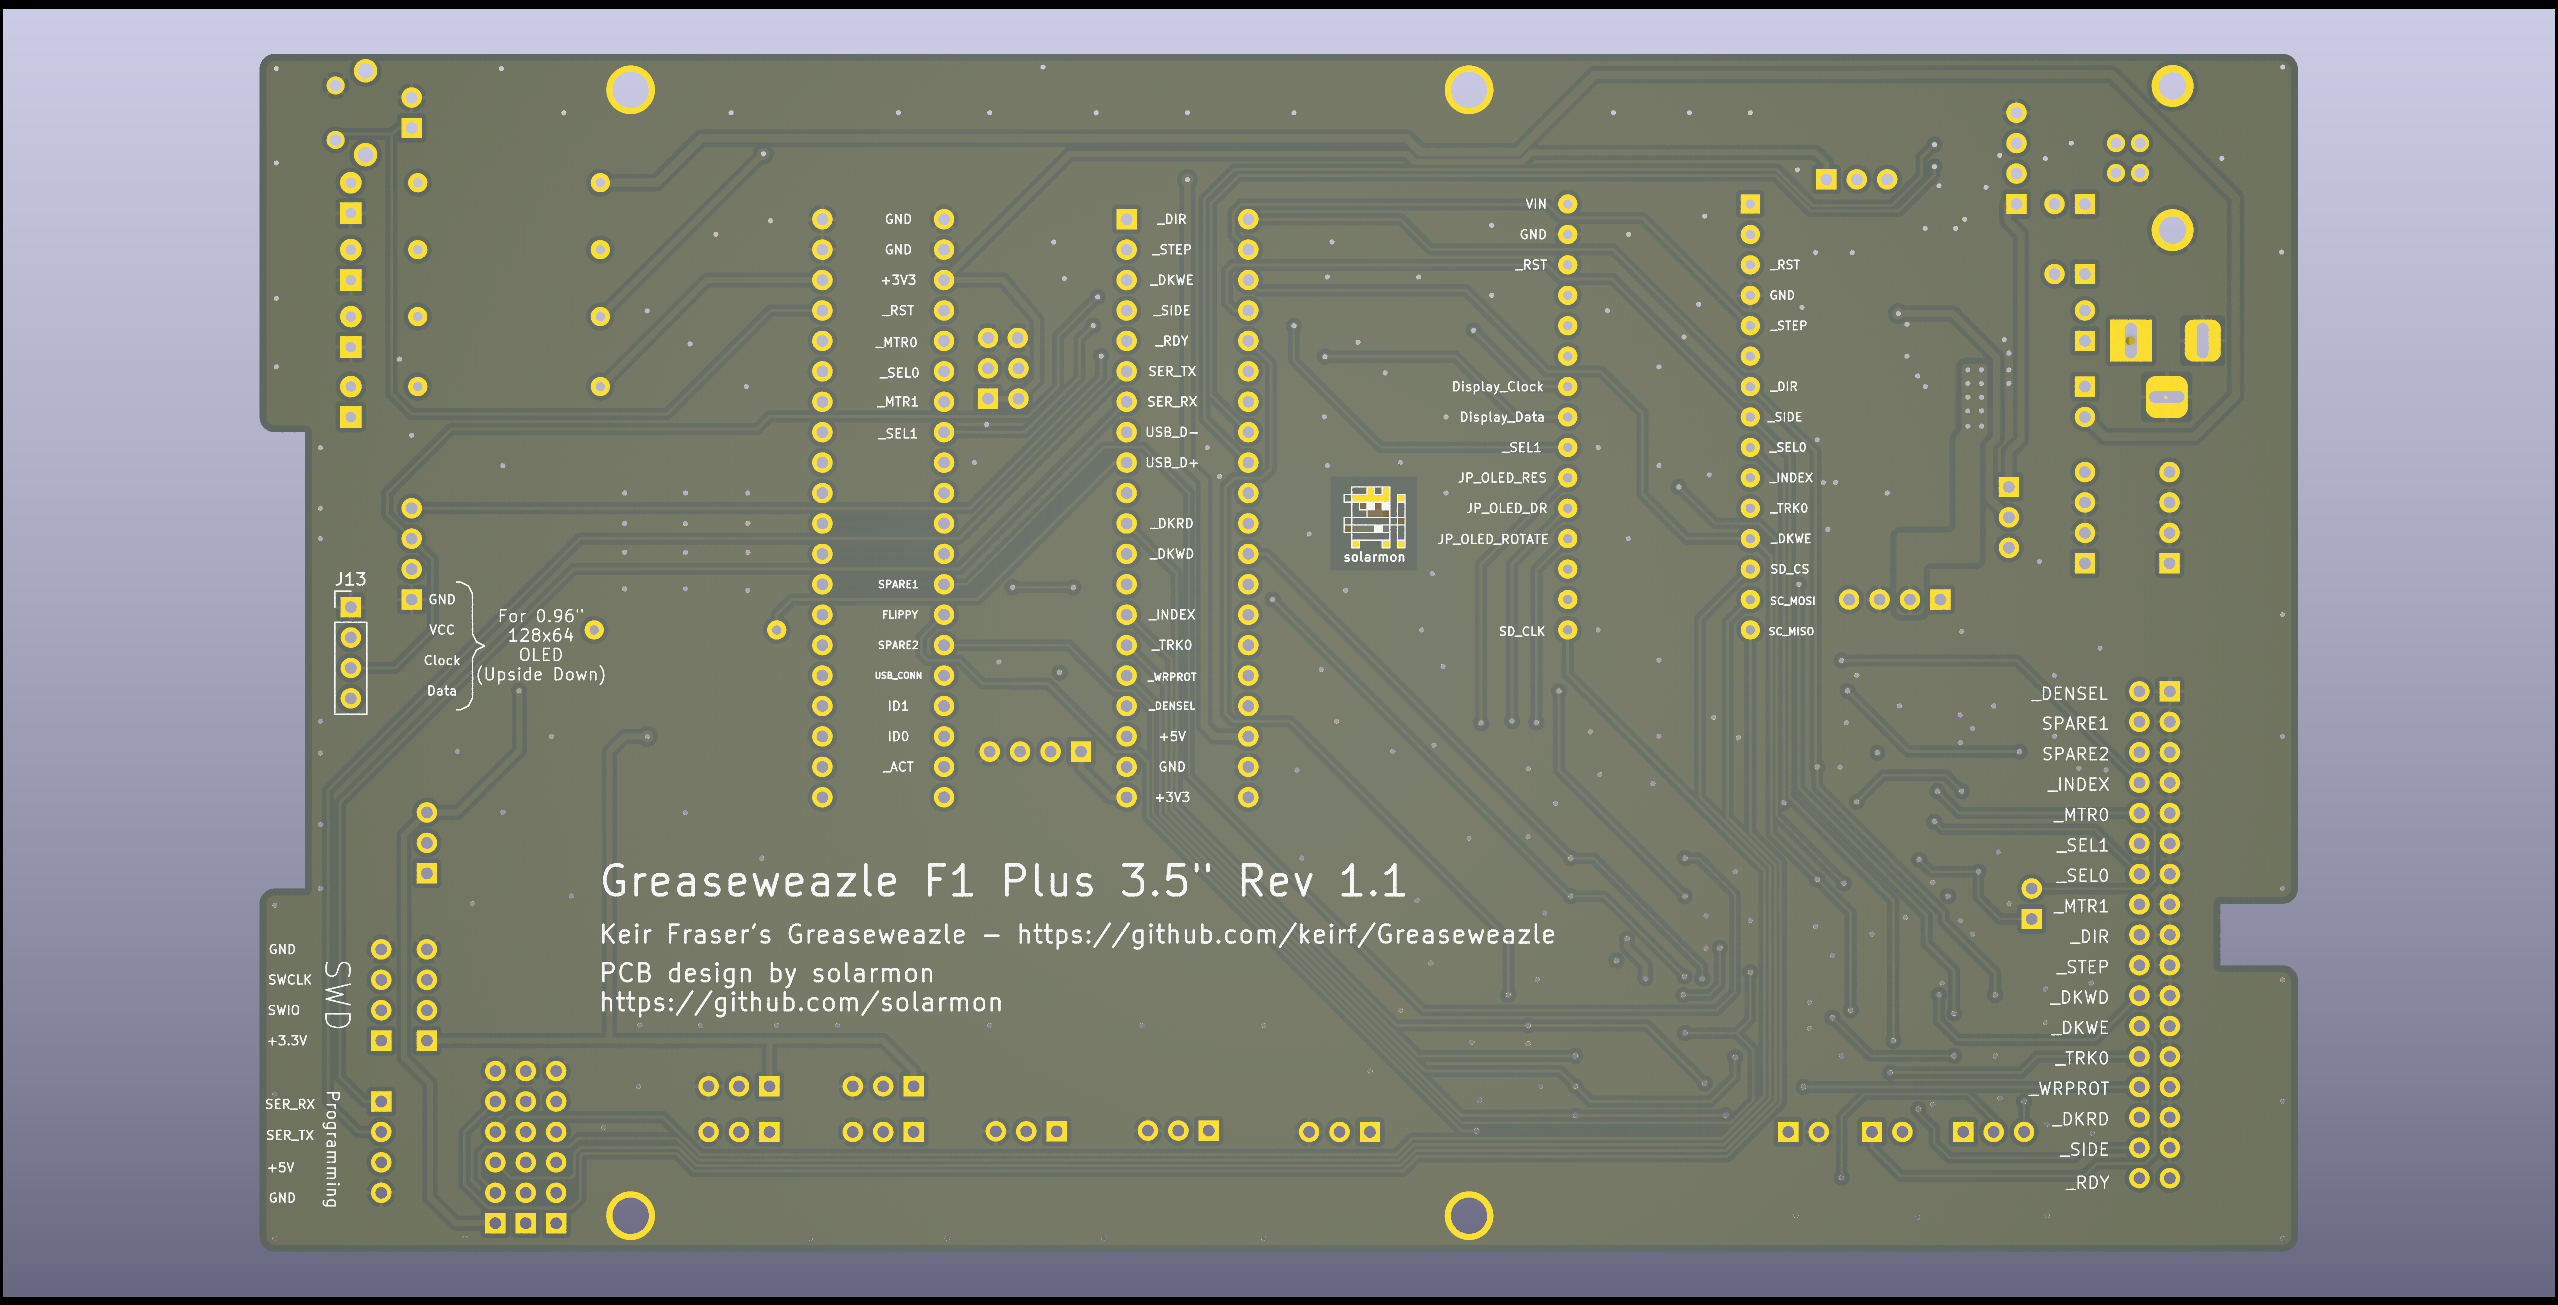 GND
GND
+3V3
_RST
_MTR0
_SEL0
_MTR1
_SEL1
SPARE1
FLIPPY
SPARE2
USB_CONN
ID1
ID0
_ACT
_DIR
_STEP
_DKWE
_SIDE
_RDY
SER_TX
SER_RX
USB_D-
USB_D+
_DKRD
_DKWD
_INDEX
_TRK0
_WRPROT
_DENSEL
+5V
GND
+3V3
VIN
GND
_RST
Display_Clock
Display_Data
_SEL1
JP_OLED_RES
JP_OLED_DR
JP_OLED_ROTATE
SD_CLK
_RST
GND
_STEP
_DIR
_SIDE
_SEL0
_INDEX
_TRK0
_DKWE
SD_CS
SC_MOSI
SC_MISO
solarmon
J13
GND
VCC
Clock
Data
For 0.96"
128x64
OLED
(Upside Down)
_DENSEL
SPARE1
SPARE2
_INDEX
_MTR0
_SEL1
_SEL0
_MTR1
_DIR
_STEP
_DKWD
_DKWE
_TRK0
_WRPROT
_DKRD
_SIDE
_RDY
Greaseweazle F1 Plus 3.5" Rev 1.1
Keir Fraser's Greaseweazle - https://github.com/keirf/Greaseweazle
PCB design by solarmon
https://github.com/solarmon
GND
SWCLK
SWIO
+3.3V
SWD
SER_RX
SER_TX
+5V
GND
Programming